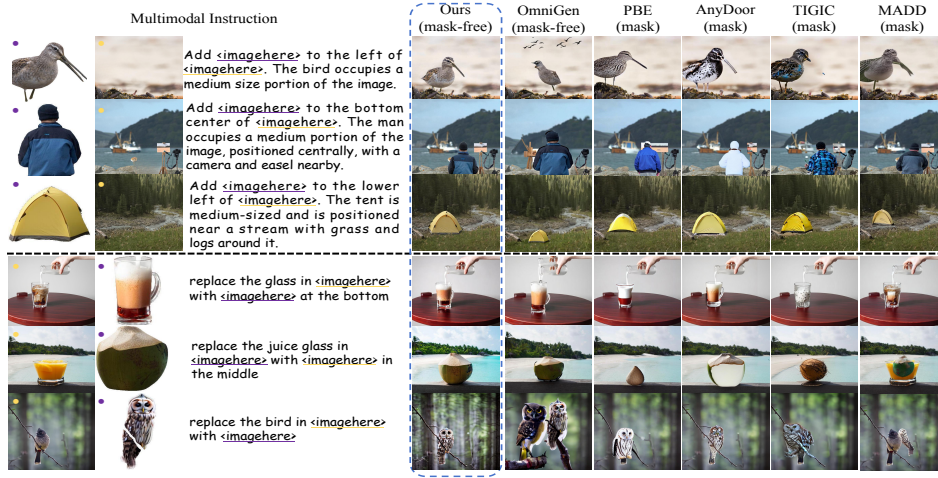 Multimodal Instruction
Ours
(mask-free)
OmniGen
(mask-free)
PBE
(mask)
AnyDoor
(mask)
TIGIC
(mask)
MADD
(mask)
Add <imagehere> to the left of
<imagehere>. The bird occupies a
medium size portion of the image.
Add <imagehere> to the bottom
center of <imagehere>. The man
occupies a medium portion of the
image, positioned centrally, with a
camera and easel nearby.
Add <imagehere> to the lower
left of <imagehere>. The tent is
medium-sized and is positioned
near a stream with grass and
logs around it.
replace the glass in <imagehere>
with <imagehere> at the bottom
replace the juice glass in
<imagehere> with <imagehere> in
the middle
replace the bird in <imagehere>
with <imagehere>